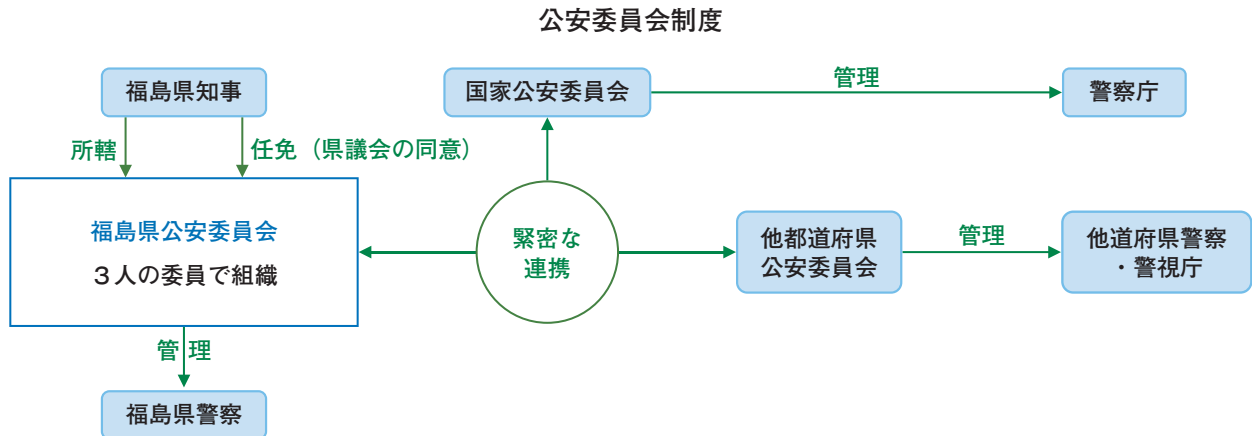 公安委員会制度
福島県知事
国家公安委員会
管理
警察庁
所轄
任免（県議会の同意）
福島県公安委員会
３人の委員で組織
緊密な
連携
他都道府県
公安委員会
管理
他道府県警察
・警視庁
管理
福島県警察